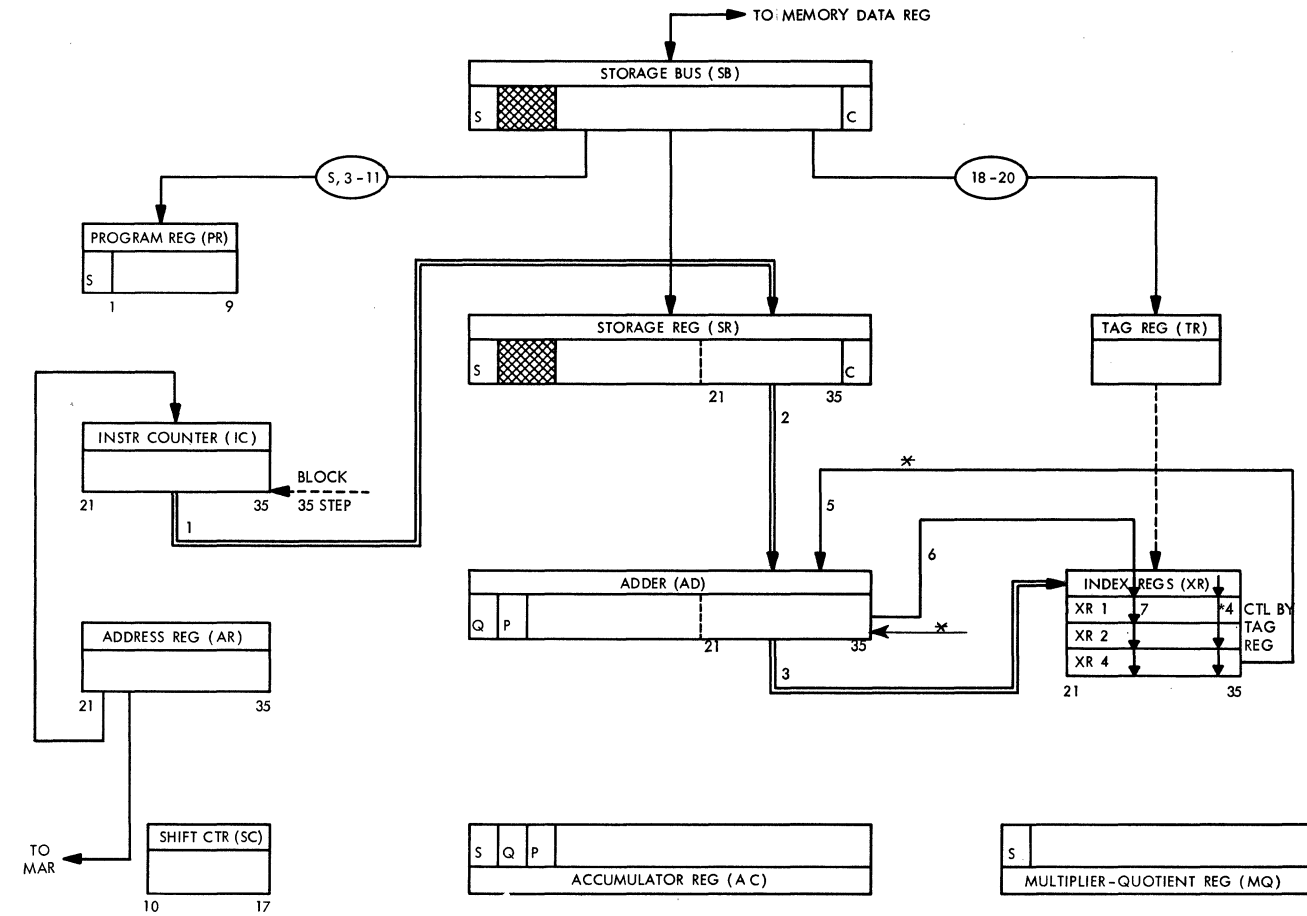 TO MEMORY DATA REG
STORAGE BUS (SB)
S
C
S, 3-11
18-20
PROGRAM REG (PR)
S
1 9
STORAGE REG (SR)
S
C
21 35
TAG REG (TR)
2
INSTR COUNTER (IC)
BLOCK
35 STEP
21 35
1
*
5
6
ADDER (AD)
Q P
21 35
*
3
INDEX REGS (XR)
XR 1 7 *4
XR 2
XR 4
CTL BY
TAG
REG
21 35
ADDRESS REG (AR)
21 35
TO
MAR
SHIFT CTR (SC)
10 17
S Q P
ACCUMULATOR REG (AC)
S
MULTIPLIER-QUOTIENT REG (MQ)